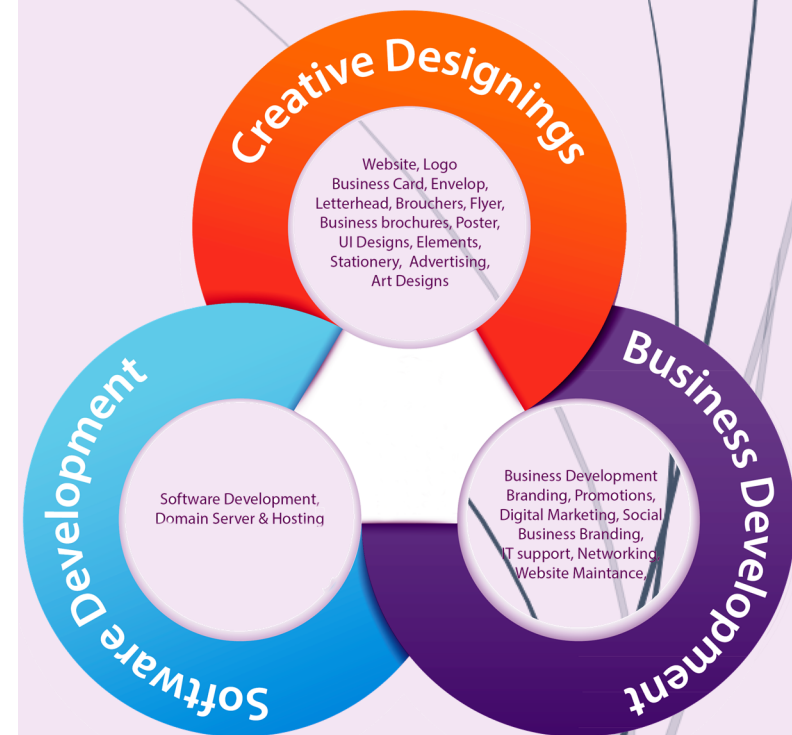 Creative Designings
Website, Logo
Business Card, Envelop,
Letterhead, Brouchers, Flyer,
Business brochures, Poster,
UI Designs, Elements,
Stationery, Advertising,
Art Designs
Software Development
Software Development,
Domain Server & Hosting
Business Development
Business Development
Branding, Promotions,
Digital Marketing, Social
Business Branding,
IT support, Networking,
Website Maintance,